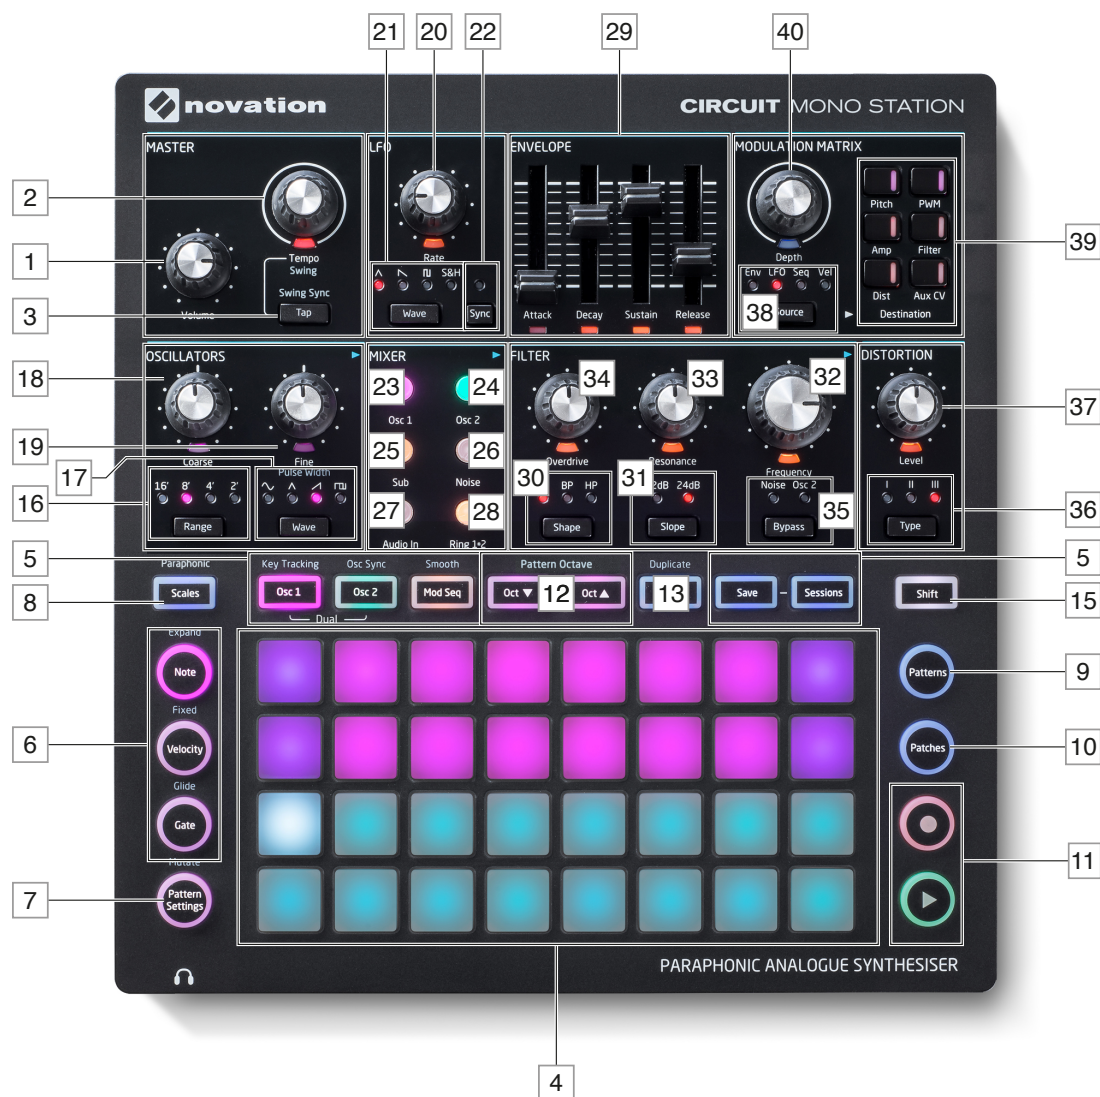 21 20 22 29 40
novation
CIRCUIT MONO STATION
MASTER
LFO
ENVELOPE
MODULATION MATRIX
2
1
3
Tempo
Swing
Swing Sync
Tap
Volume
Rate
S&H
Wave
Sync
Attack Decay Sustain Release
Depth
Env LFO Seq Vel
38
Pitch PWM
Amp Filter
Dist Aux CV
Destination
39
OSCILLATORS
MIXER
FILTER
DISTORTION
18
19
17
16
Coarse
Fine
Pulse Width
16' 8' 4' 2'
Range
Wave
23 24
Osc 1 Osc 2
25 26
Sub Noise
27 28
Audio In Ring 1*2
34 33 32
Overdrive
Resonance
Frequency
30 BP HP
Shape
31 24dB
Slope
Noise Osc 2
Bypass
35
37
Level
I II III
Type
36
5
5
Paraphonic
Scales
8
Key Tracking Osc Sync Smooth
Osc 1 Osc 2 Mod Seq
Dual
Pattern Octave
Oct ▼ 12 Oct ▲
Duplicate
13
Save – Sessions
Shift
15
Expand
Note
Fixed
Velocity
Glide
Gate
6
Mutate
Pattern
Settings
7
Patterns
9
Patches
10
11
PARAPHONIC ANALOGUE SYNTHESISER
4